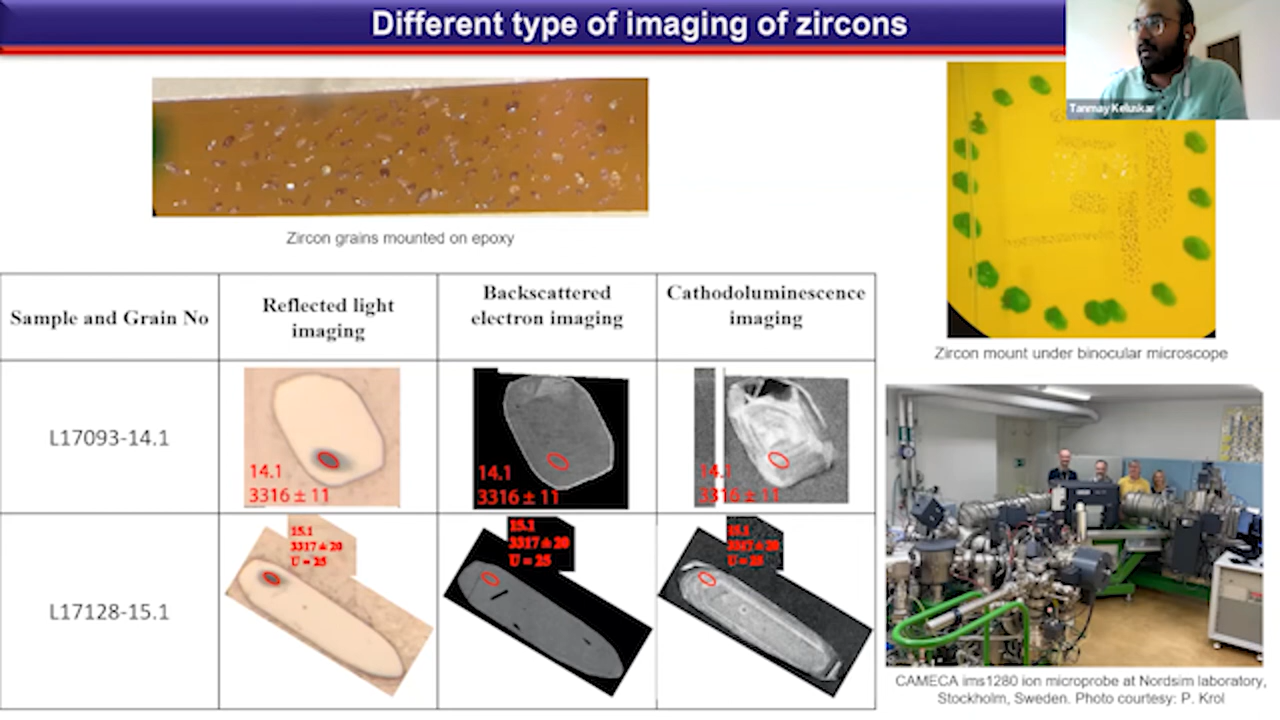 Different type of imaging of zircons
Tanmay Keluskar
Zircon grains mounted on epoxy
Zircon mount under binocular microscope
Sample and Grain No
Reflected light
imaging
Backscattered
electron imaging
Cathodoluminescence
imaging
L17093-14.1
14.1
3316 ± 11
14.1
3316 ± 11
14.1
3316 ± 11
L17128-15.1
15.1
3317 ± 20
U = 25
15.1
3317 ± 20
U = 25
15.1
3317 ± 20
U = 25
CAMECA ims1280 ion microprobe at Nordsim laboratory,
Stockholm, Sweden. Photo courtesy: P. Krol